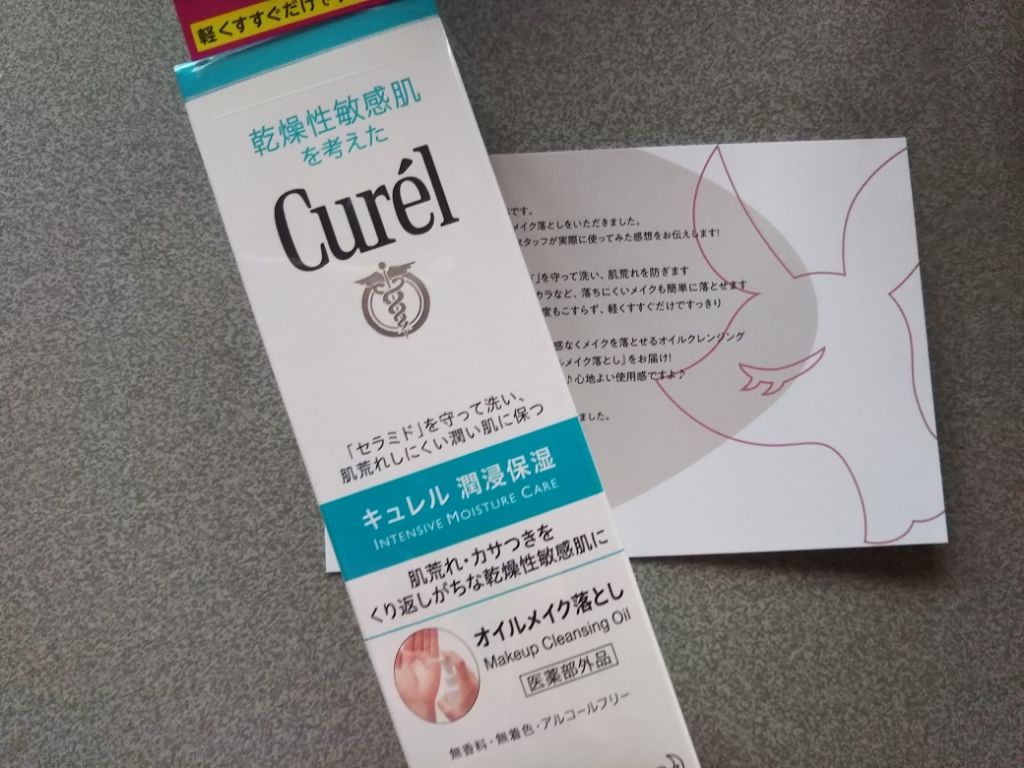 軽くすすぐだけで
乾燥性敏感肌
を考えた
Curél
「セラミド」を守って洗い、
肌荒れしにくい潤い肌に保つ
キュレル 潤浸保湿
INTENSIVE MOISTURE CARE
肌荒れ・カサつきを
くり返しがちな乾燥性敏感肌に
オイルメイク落とし
Makeup Cleansing Oil
医薬部外品
無香料・無着色・アルコールフリー
です。
メイク落としをいただきました。
スタッフが実際に使ってみた感想をお伝えします!
」を守って洗い、肌荒れを防ぎます
カラなど、落ちにくいメイクも簡単に落とせます
度もこすらず、軽くすすぐだけですっきり
感なくメイクを落とせるオイルクレンジング
メイク落とし』をお届け!
♪心地よい使用感ですよ♪
ました。